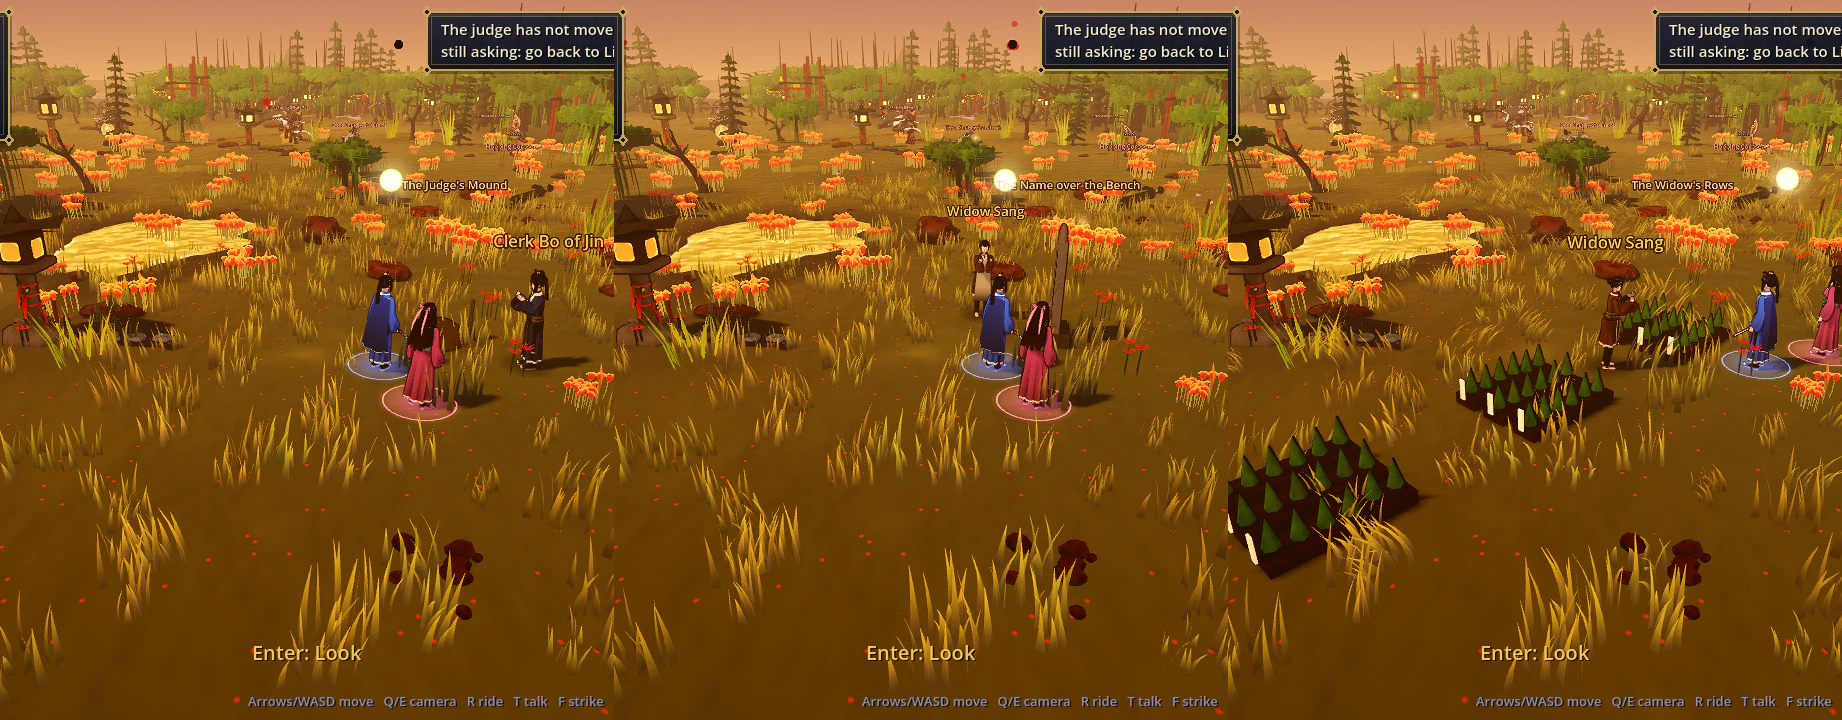 The judge has not move
still asking: go back to Li
The Judge's Mound
Clerk Bo of Jin
Enter: Look
Arrows/WASD move Q/E camera R ride T talk F strike
The judge has not move
still asking: go back to Li
Name over the Bench
Widow Sang
Enter: Look
Arrows/WASD move Q/E camera R ride T talk F strike
The judge has not move
still asking: go back to Li
The Widow's Rows
Widow Sang
Enter: Look
Arrows/WASD move Q/E camera R ride T talk F strike